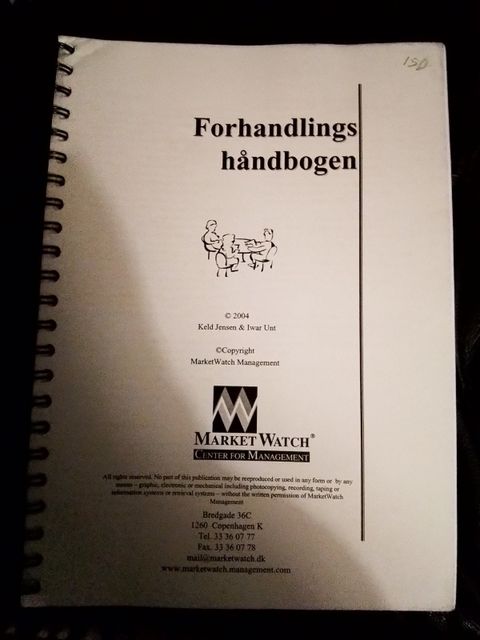 150
Forhandlings
håndbogen
© 2004
Keld Jensen & Iwar Unt
©Copyright
MarketWatch Management
MARKET WATCH®
CENTER FOR MANAGEMENT
All rights reserved. No part of this publication may be reeproduced or used in any form or by any
means – graphic, electronic or mechanical including photocopying, recording, taping or
information systems or retrieval systems – without the written permission of MarketWatch
Management
Bredgade 36C
1260 Copenhagen K
Tel. 33 36 07 77
Fax. 33 36 07 78
mail@marketwatch.dk
www.marketwatch.management.com